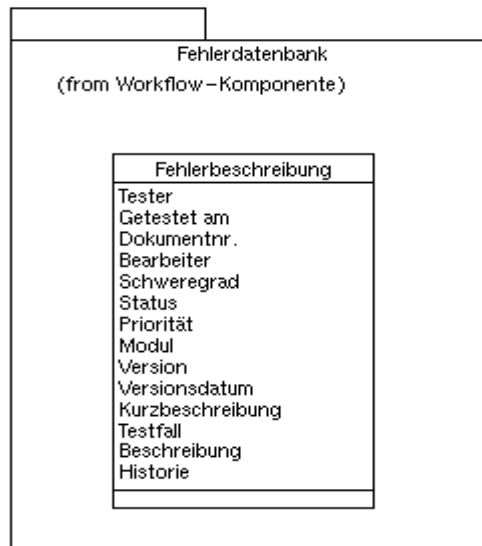 Fehlerdatenbank
(from Workflow-Komponente)
Fehlerbeschreibung
Tester
Getestet am
Dokumentnr.
Bearbeiter
Schweregrad
Status
Priorität
Modul
Version
Versionsdatum
Kurzbeschreibung
Testfall
Beschreibung
Historie